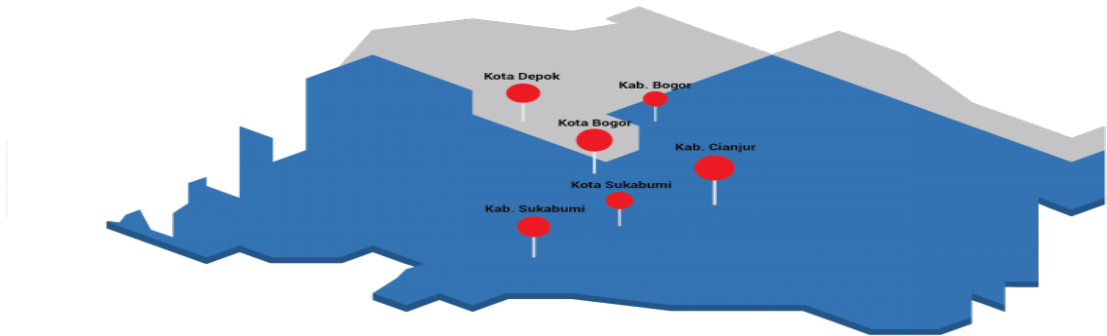 Kota Depok
Kab. Bogor
Kota Bogor
Kab. Cianjur
Kota Sukabumi
Kab. Sukabumi